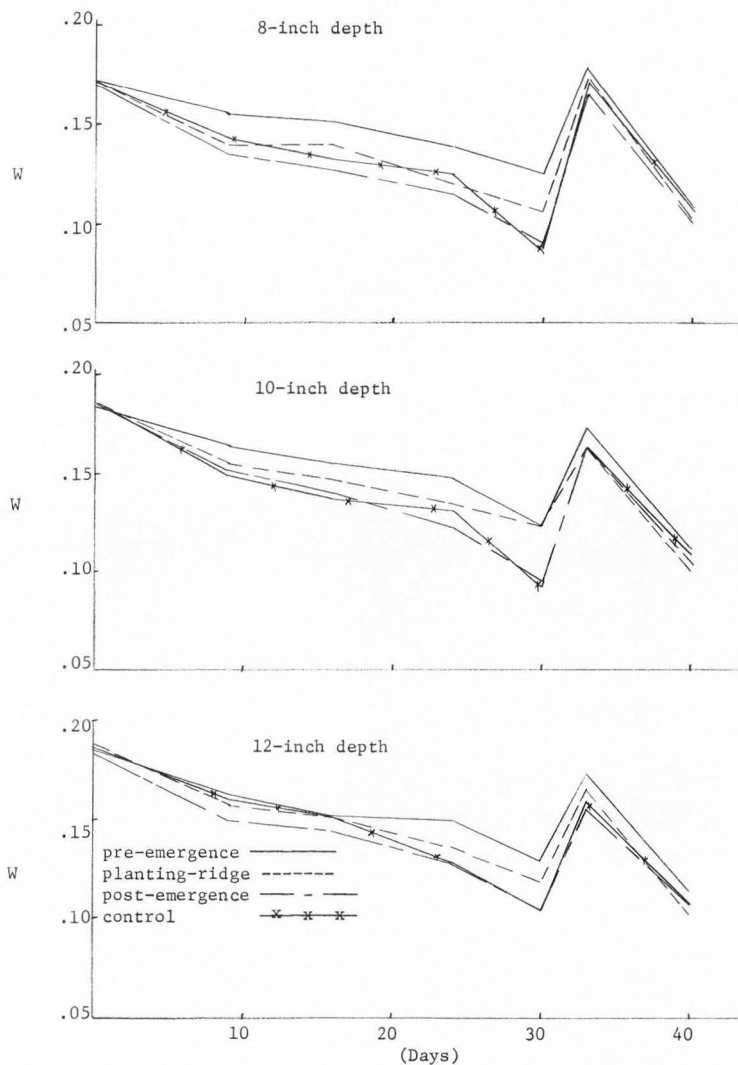 .20
8-inch depth
.15
W
.10
.05
.20
10-inch depth
.15
W
.10
.05
.20
12-inch depth
.15
pre-emergence
planting-ridge
W
post-emergence
control x x x
.10
.05
10 20 30 40
(Days)